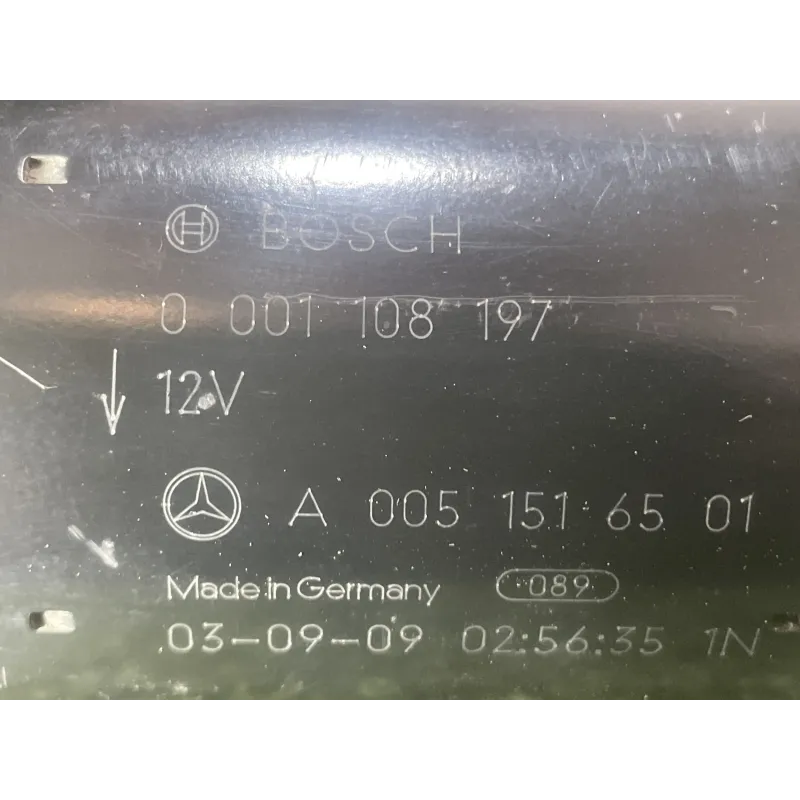 BOSCH
0 001 108 197
12V
A 005 151 65 01
Made in Germany 089
03-09-09 02:56:35 1N